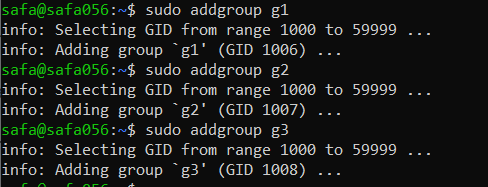 safa@safa056:~$ sudo addgroup g1
info: Selecting GID from range 1000 to 59999 ...
info: Adding group `g1' (GID 1006) ...
safa@safa056:~$ sudo addgroup g2
info: Selecting GID from range 1000 to 59999 ...
info: Adding group `g2' (GID 1007) ...
safa@safa056:~$ sudo addgroup g3
info: Selecting GID from range 1000 to 59999 ...
info: Adding group `g3' (GID 1008) ...